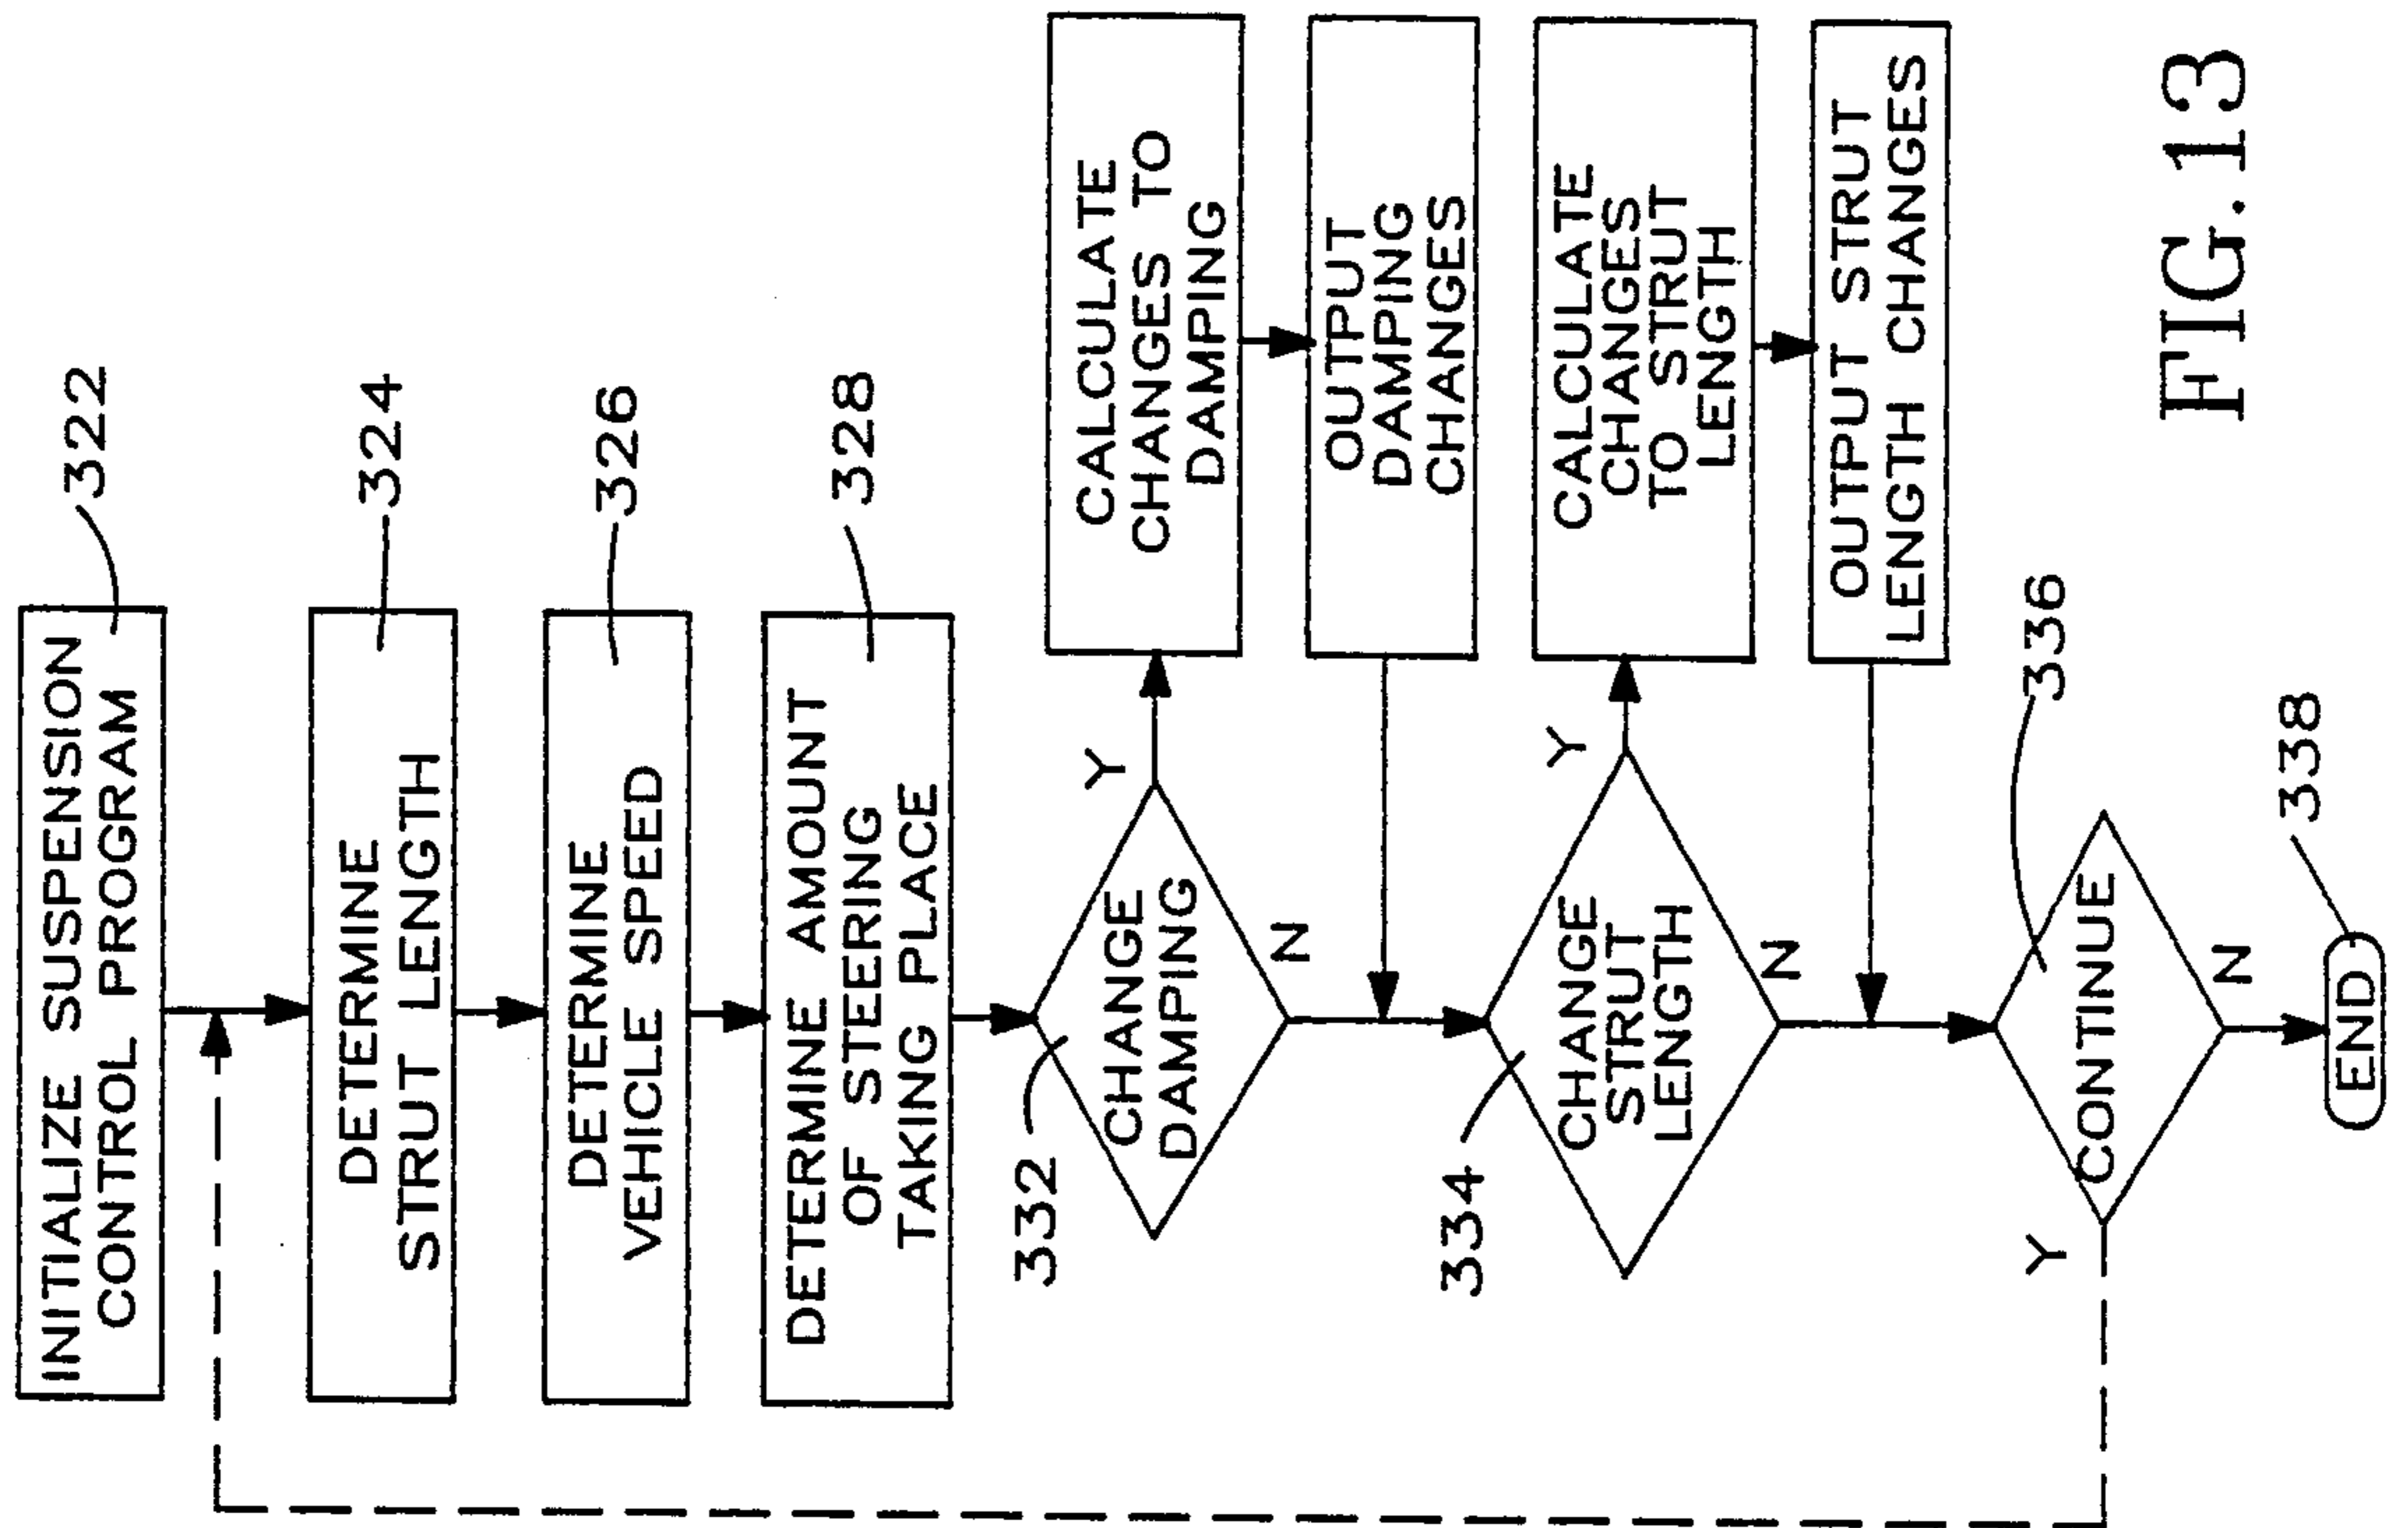 INITIALIZE SUSPENSION
CONTROL PROGRAM
322
DETERMINE
STRUT LENGTH
324
DETERMINE
VEHICLE SPEED
326
DETERMINE AMOUNT
OF STEERING
TAKING PLACE
328
332
CHANGE
DAMPING
Y
N
CALCULATE
CHANGES TO
DAMPING
OUTPUT
DAMPING
CHANGES
334
CHANGE
STRUT
LENGTH
Y
N
CALCULATE
CHANGES
TO STRUT
LENGTH
OUTPUT STRUT
LENGTH CHANGES
336
CONTINUE
Y
N
338
END
FIG.13